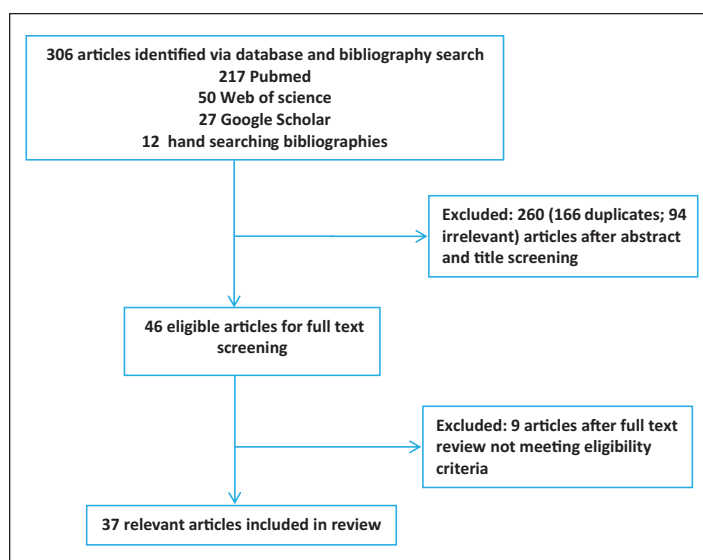 306 articles identified via database and bibliography search
217 Pubmed
50 Web of science
27 Google Scholar
12 hand searching bibliographies
Excluded: 260 (166 duplicates; 94
irrelevant) articles after abstract
and title screening
46 eligible articles for full text
screening
Excluded: 9 articles after full text
review not meeting eligibility
criteria
37 relevant articles included in review